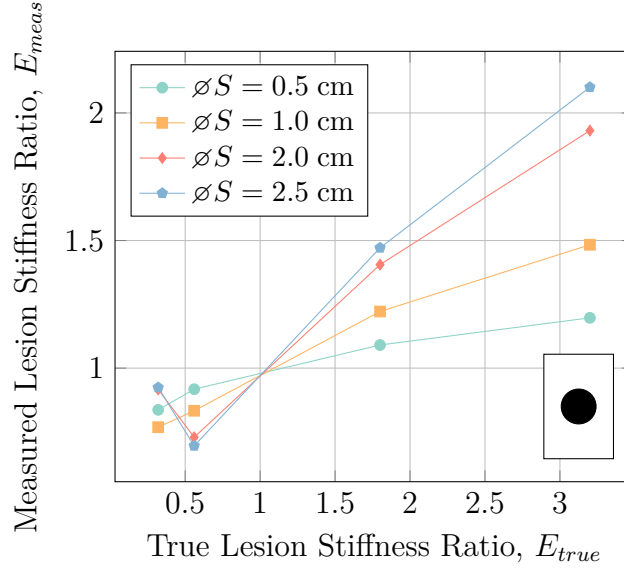 Measured Lesion Stiffness Ratio, E_meas
⌀S = 0.5 cm
⌀S = 1.0 cm
⌀S = 2.0 cm
⌀S = 2.5 cm
2
1.5
1
0.5 1 1.5 2 2.5 3
True Lesion Stiffness Ratio, E_true